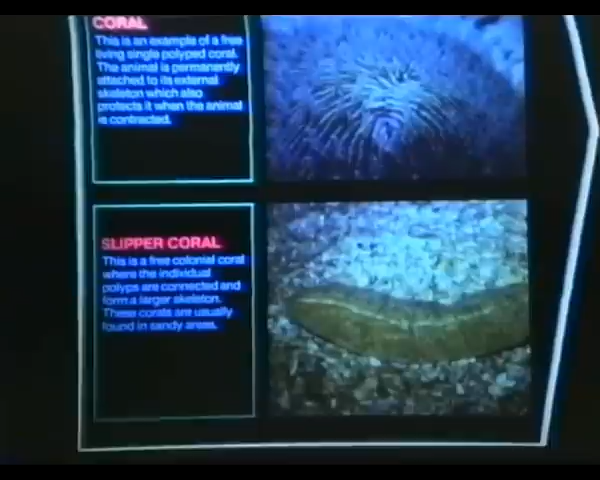 CORAL
This is an example of a free
living single polyped coral.
The animal is permanently
attached to its external
skeleton which also
protects it when the animal
is contracted.
SLIPPER CORAL
This is a free colonial coral
where the individual
polyps are connected and
form a larger skeleton.
These corals are usually
found in sandy areas.